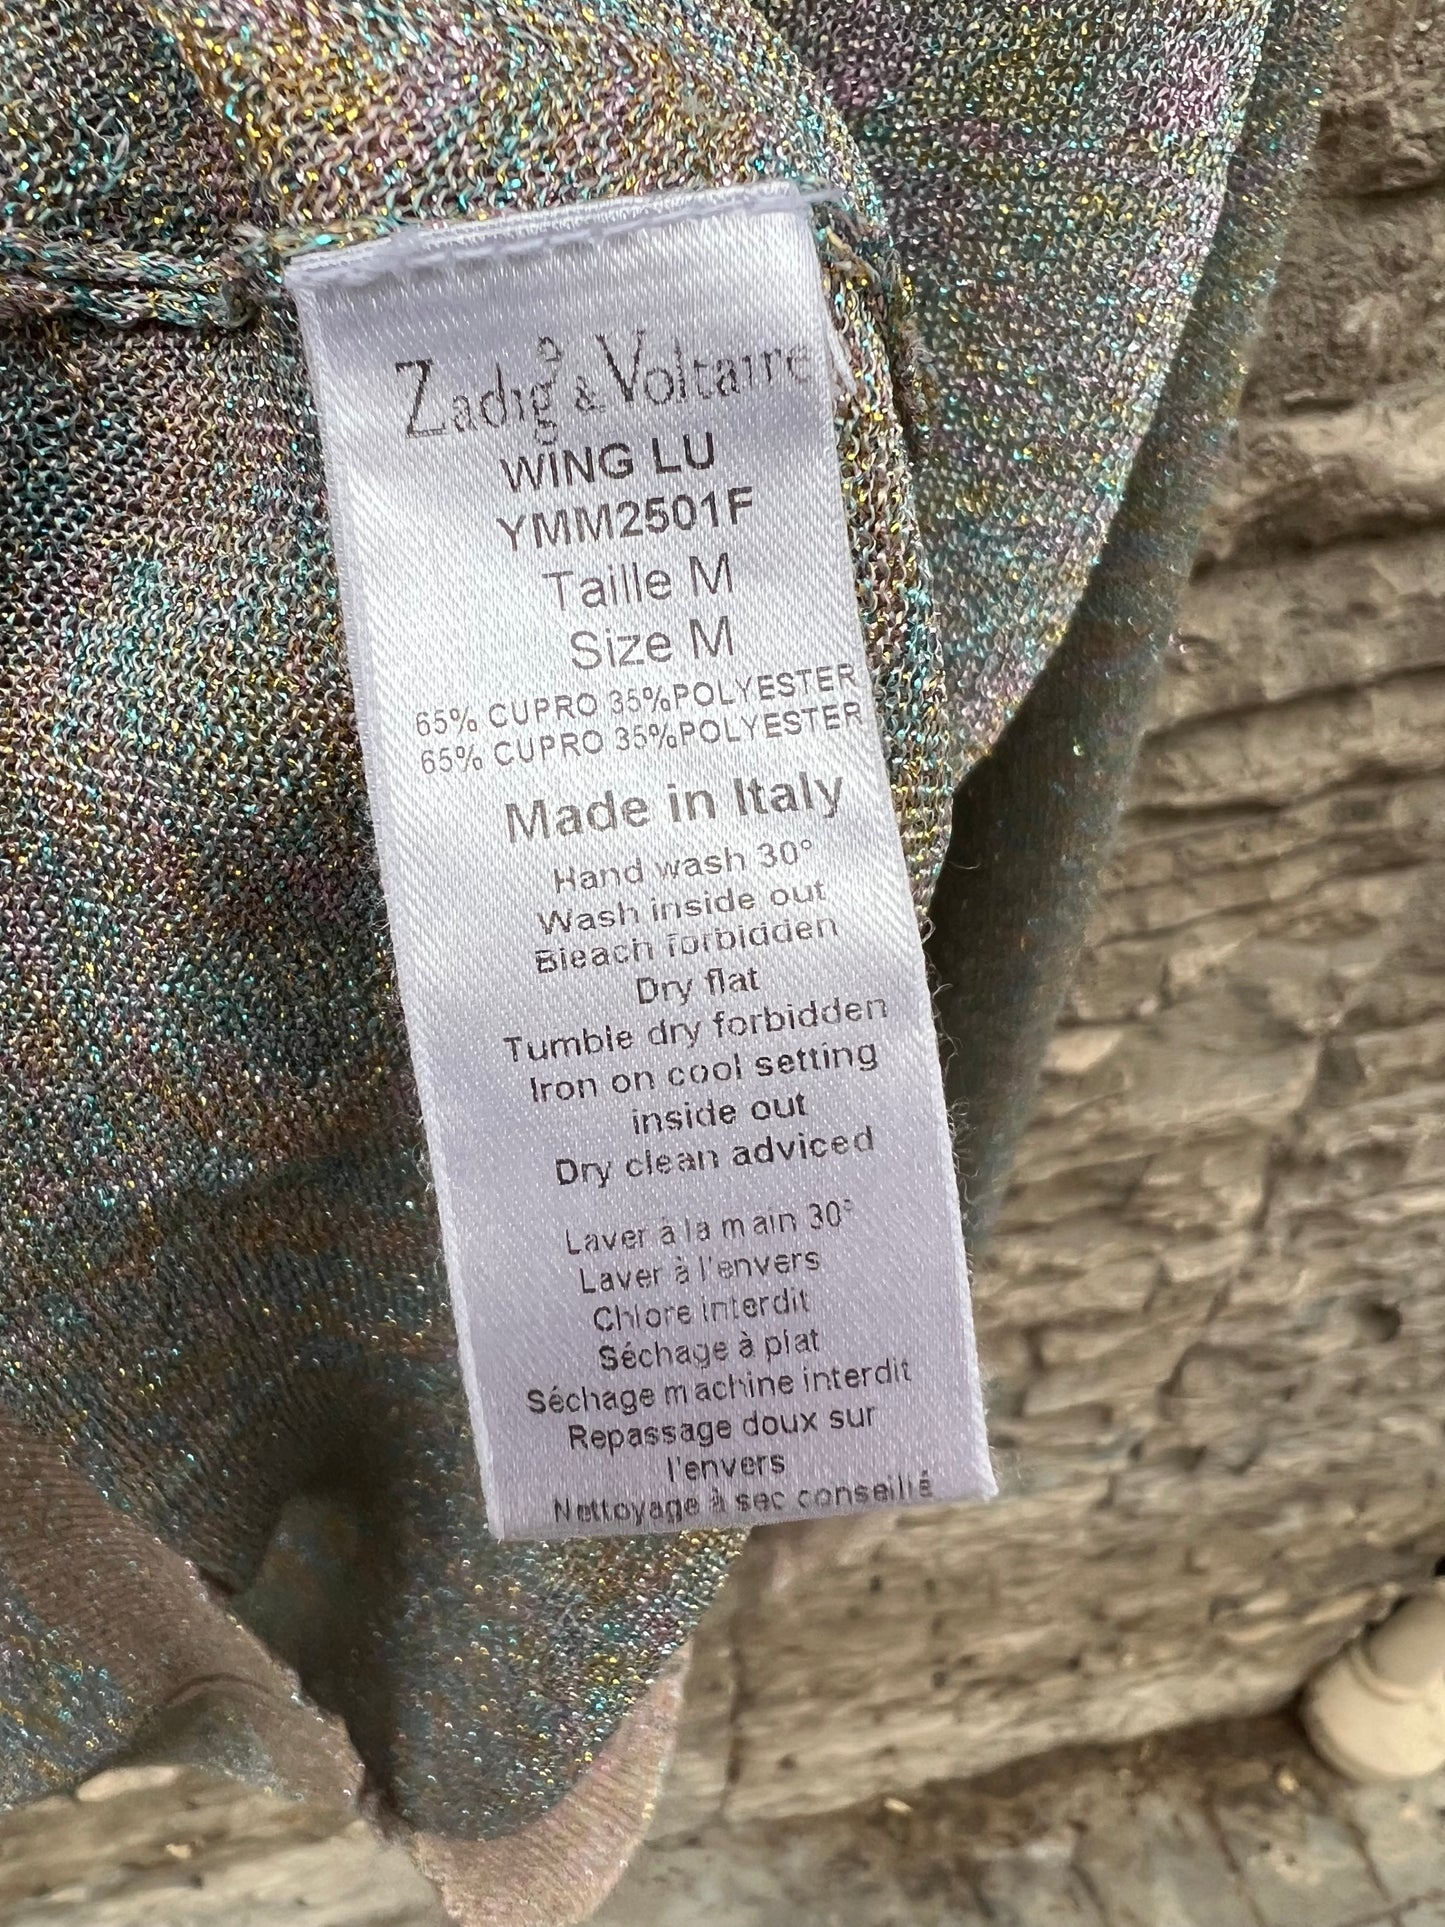 Zadig & Voltaire
WING LU
YMM2501F
Taille M
Size M
65% CUPRO 35%POLYESTER
65% CUPRO 35%POLYESTER
Made in Italy
Hand wash 30°
Wash inside out
Bleach forbidden
Dry flat
Tumble dry forbidden
Iron on cool setting
inside out
Dry clean adviced
Laver à la main 30°
Laver à l'envers
Chlore interdit
Séchage à plat
Séchage machine interdit
Repassage doux sur
l'envers
Nettoyage à sec conseillé